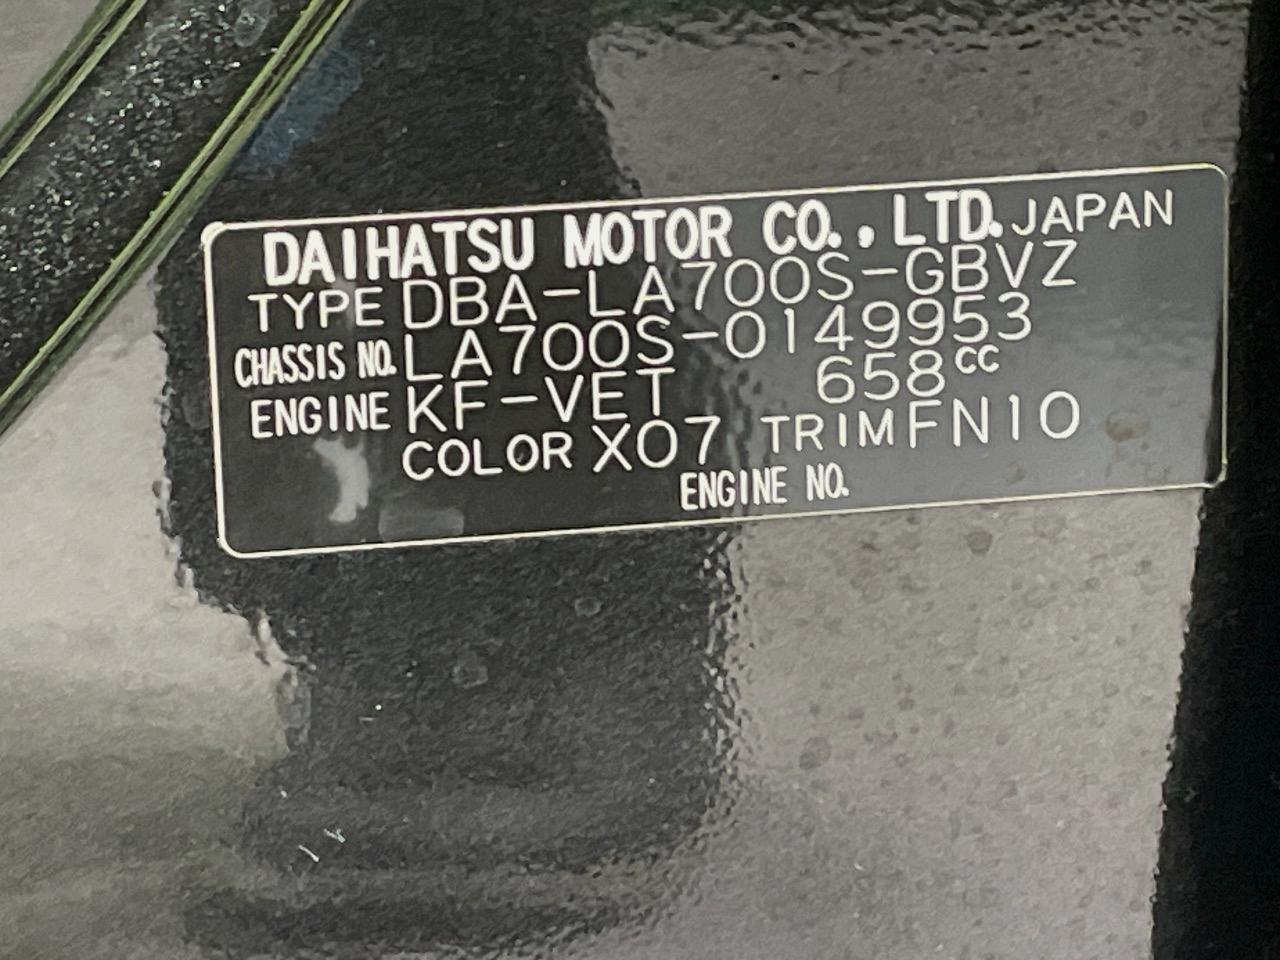 DAIHATSU MOTOR CO., LTD. JAPAN
TYPE DBA-LA700S-GBVZ
CHASSIS NO. LA700S-0149953
ENGINE KF-VET 658cc
COLOR X07 TRIM FN10
ENGINE NO.